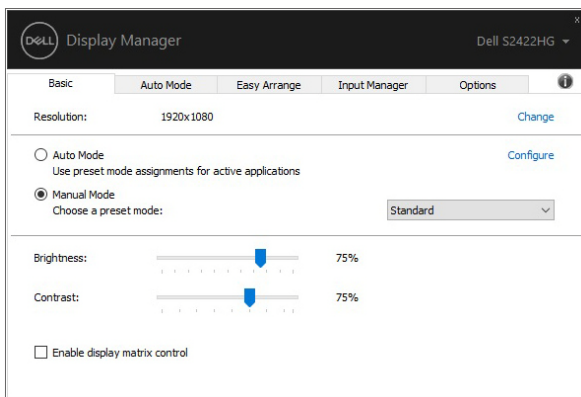 DELL Display Manager
Dell S2422HG
x
Basic Auto Mode Easy Arrange Input Manager Options
Resolution: 1920x1080 Change
Auto Mode Configure
Use preset mode assignments for active applications
Manual Mode
Choose a preset mode: Standard
Brightness: 75%
Contrast: 75%
Enable display matrix control